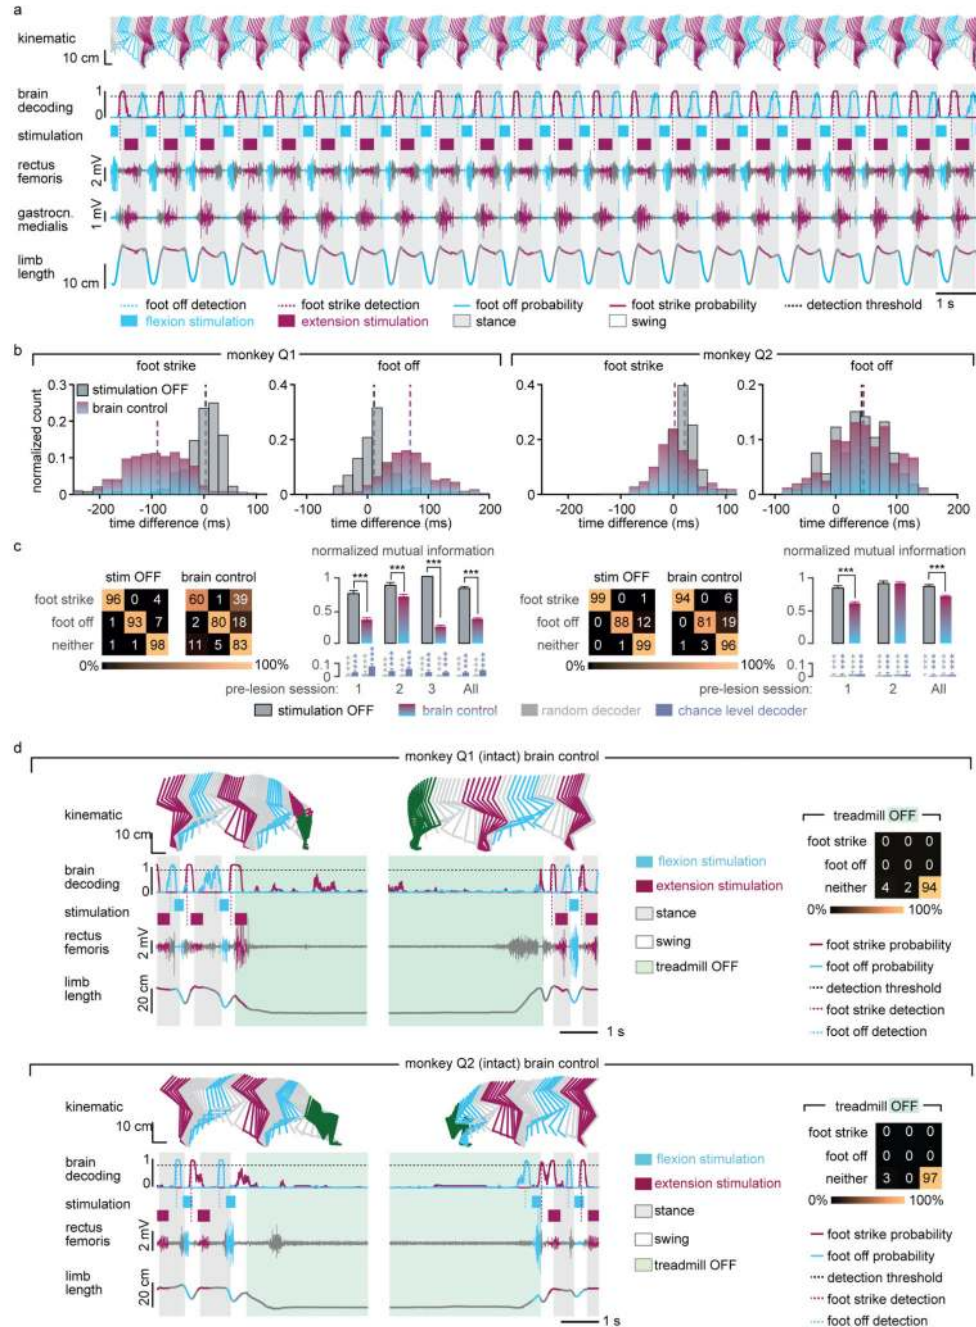 a
kinematic
10 cm
brain decoding
1
0
stimulation
rectus femoris
2 mV
gastrocn. medialis
1 mV
limb length
10 cm
foot off detection
foot strike detection
foot off probability
foot strike probability
detection threshold
1 s
flexion stimulation
extension stimulation
stance
swing
b
monkey Q1
monkey Q2
foot strike
foot off
foot strike
foot off
normalized count
0.3
0.2
0.1
0
stimulation OFF
brain control
-200 -100 0 100
time difference (ms)
0.4
0.2
0
-100 0 100 200
time difference (ms)
0.4
0.2
0
-200 -100 0 100
time difference (ms)
0.2
0.1
0
-100 0 100 200
time difference (ms)
c
stim OFF
brain control
foot strike
96 0 4
60 1 39
foot off
1 93 7
2 80 18
neither
1 1 98
11 5 83
0% 100%
normalized mutual information
1
0.5
0
*** *** *** ***
0.1
0
pre-lesion session: 1 2 3 All
stim OFF
brain control
foot strike
99 0 1
94 0 6
foot off
0 88 12
0 81 19
neither
0 1 99
1 3 96
0% 100%
normalized mutual information
1
0.5
0
*** ***
0.1
0
pre-lesion session: 1 2 All
stimulation OFF
brain control
random decoder
chance level decoder
d
monkey Q1 (intact) brain control
kinematic
10 cm
brain decoding
1
0
stimulation
rectus femoris
2 mV
limb length
20 cm
1 s
flexion stimulation
extension stimulation
stance
swing
treadmill OFF
treadmill OFF
foot strike
0 0 0
foot off
0 0 0
neither
4 2 94
0% 100%
foot strike probability
foot off probability
detection threshold
foot strike detection
foot off detection
monkey Q2 (intact) brain control
kinematic
10 cm
brain decoding
1
0
stimulation
rectus femoris
2 mV
limb length
20 cm
1 s
flexion stimulation
extension stimulation
stance
swing
treadmill OFF
treadmill OFF
foot strike
0 0 0
foot off
0 0 0
neither
3 0 97
0% 100%
foot strike probability
foot off probability
detection threshold
foot strike detection
foot off detection